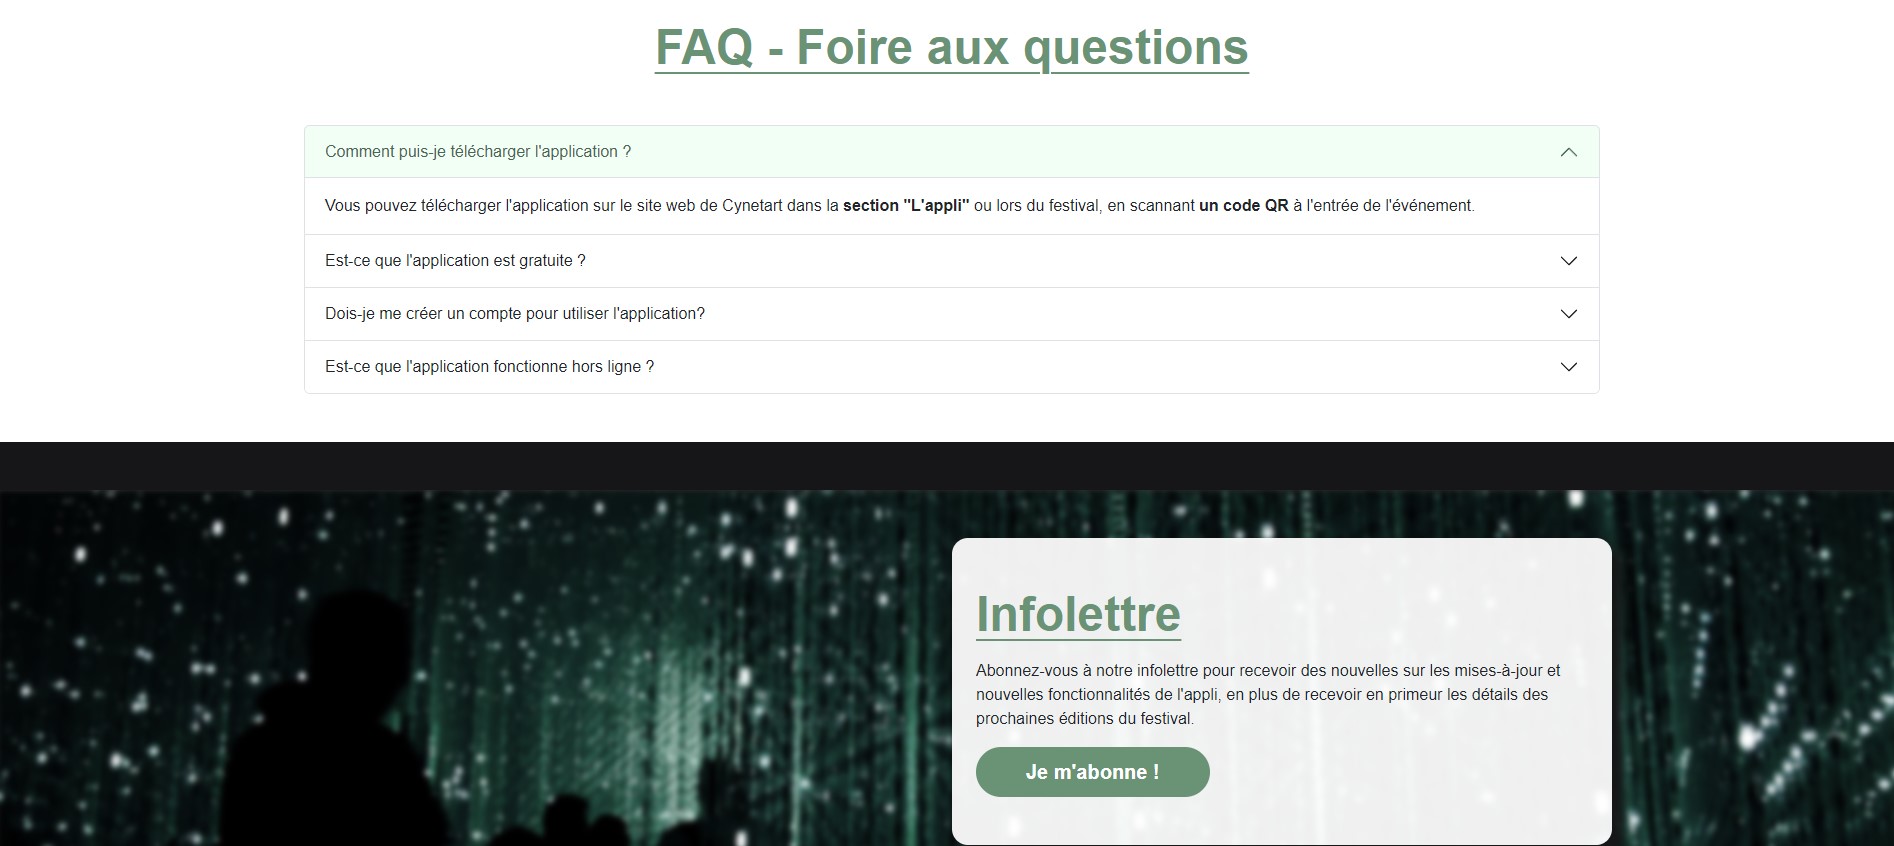 FAQ - Foire aux questions
Comment puis-je télécharger l'application ?
Vous pouvez télécharger l'application sur le site web de Cynetart dans la section "L'appli" ou lors du festival, en scannant un code QR à l'entrée de l'événement.
Est-ce que l'application est gratuite ?
Dois-je me créer un compte pour utiliser l'application?
Est-ce que l'application fonctionne hors ligne ?
Infolettre
Abonnez-vous à notre infolettre pour recevoir des nouvelles sur les mises-à-jour et
nouvelles fonctionnalités de l'appli, en plus de recevoir en primeur les détails des
prochaines éditions du festival.
Je m'abonne !